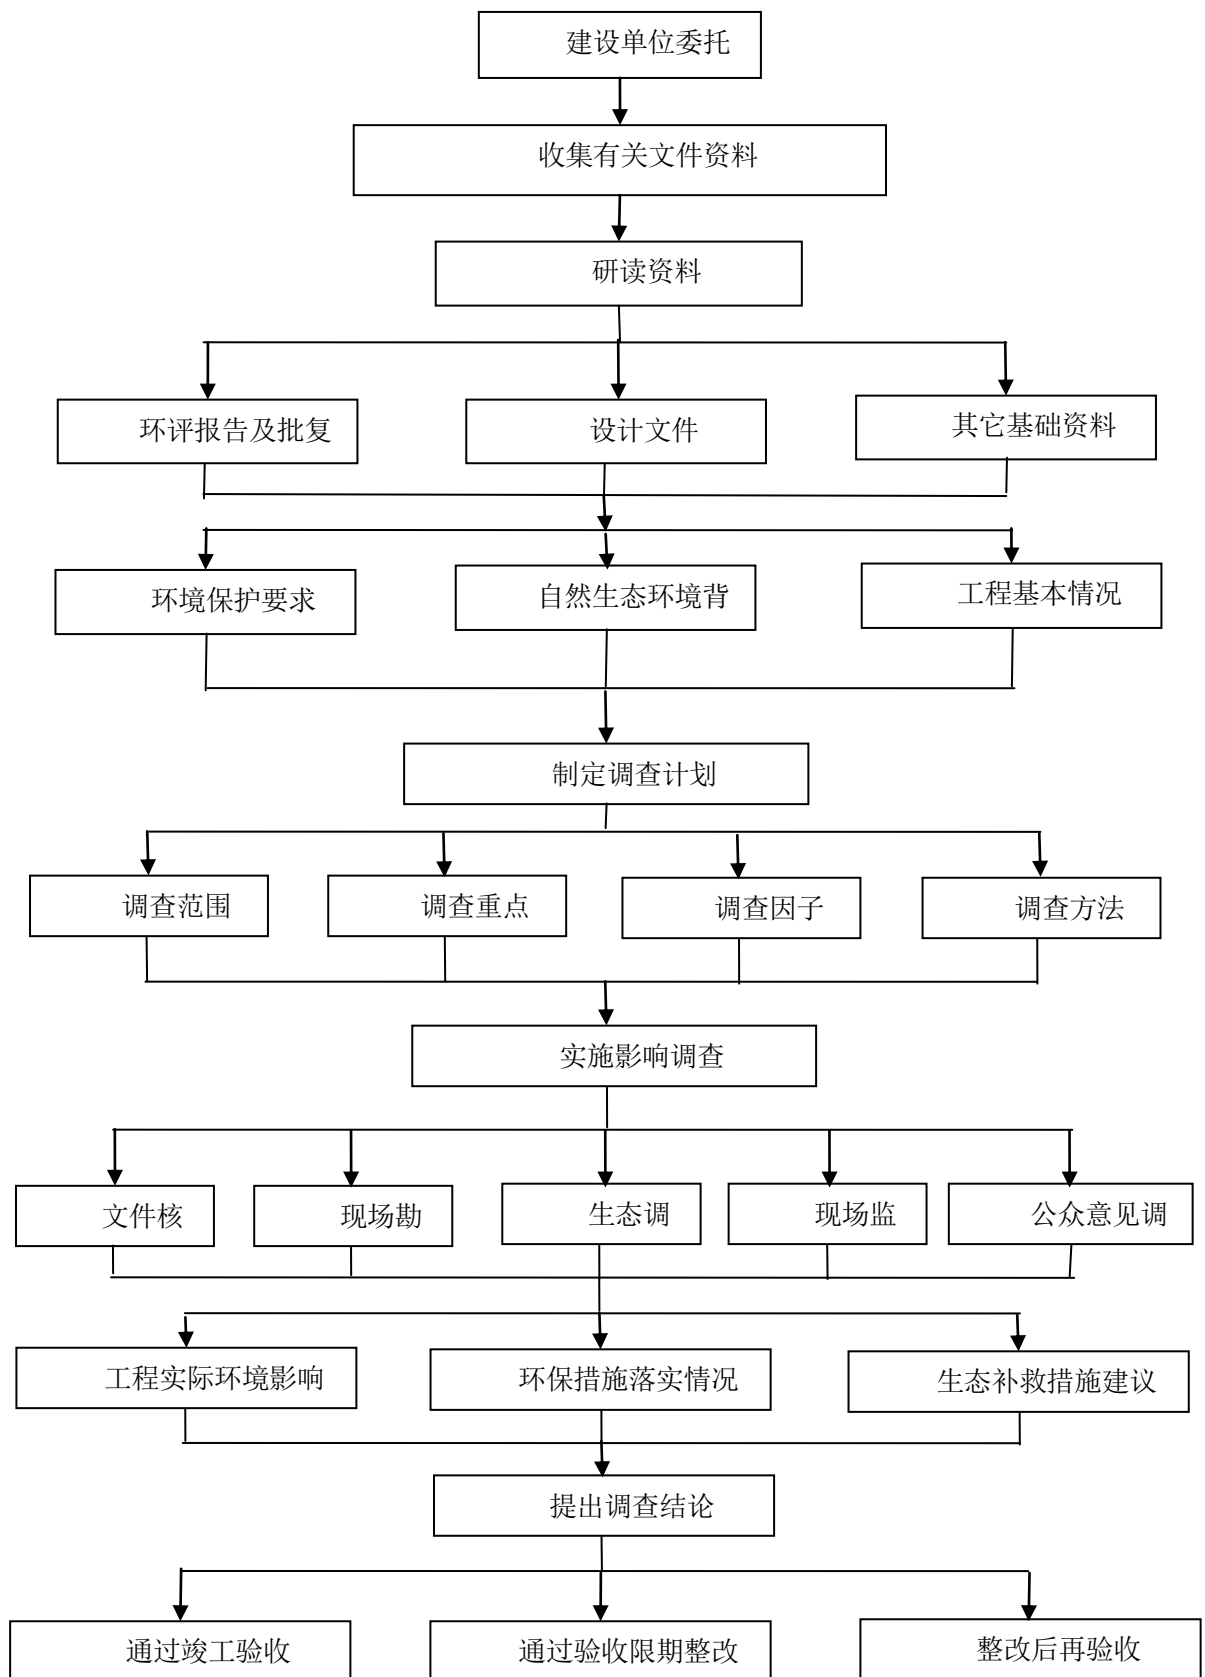 建设单位委托
收集有关文件资料
研读资料
环评报告及批复
设计文件
其它基础资料
环境保护要求
自然生态环境背
工程基本情况
制定调查计划
调查范围
调查重点
调查因子
调查方法
实施影响调查
文件核
现场勘
生态调
现场监
公众意见调
工程实际环境影响
环保措施落实情况
生态补救措施建议
提出调查结论
通过竣工验收
通过验收限期整改
整改后再验收